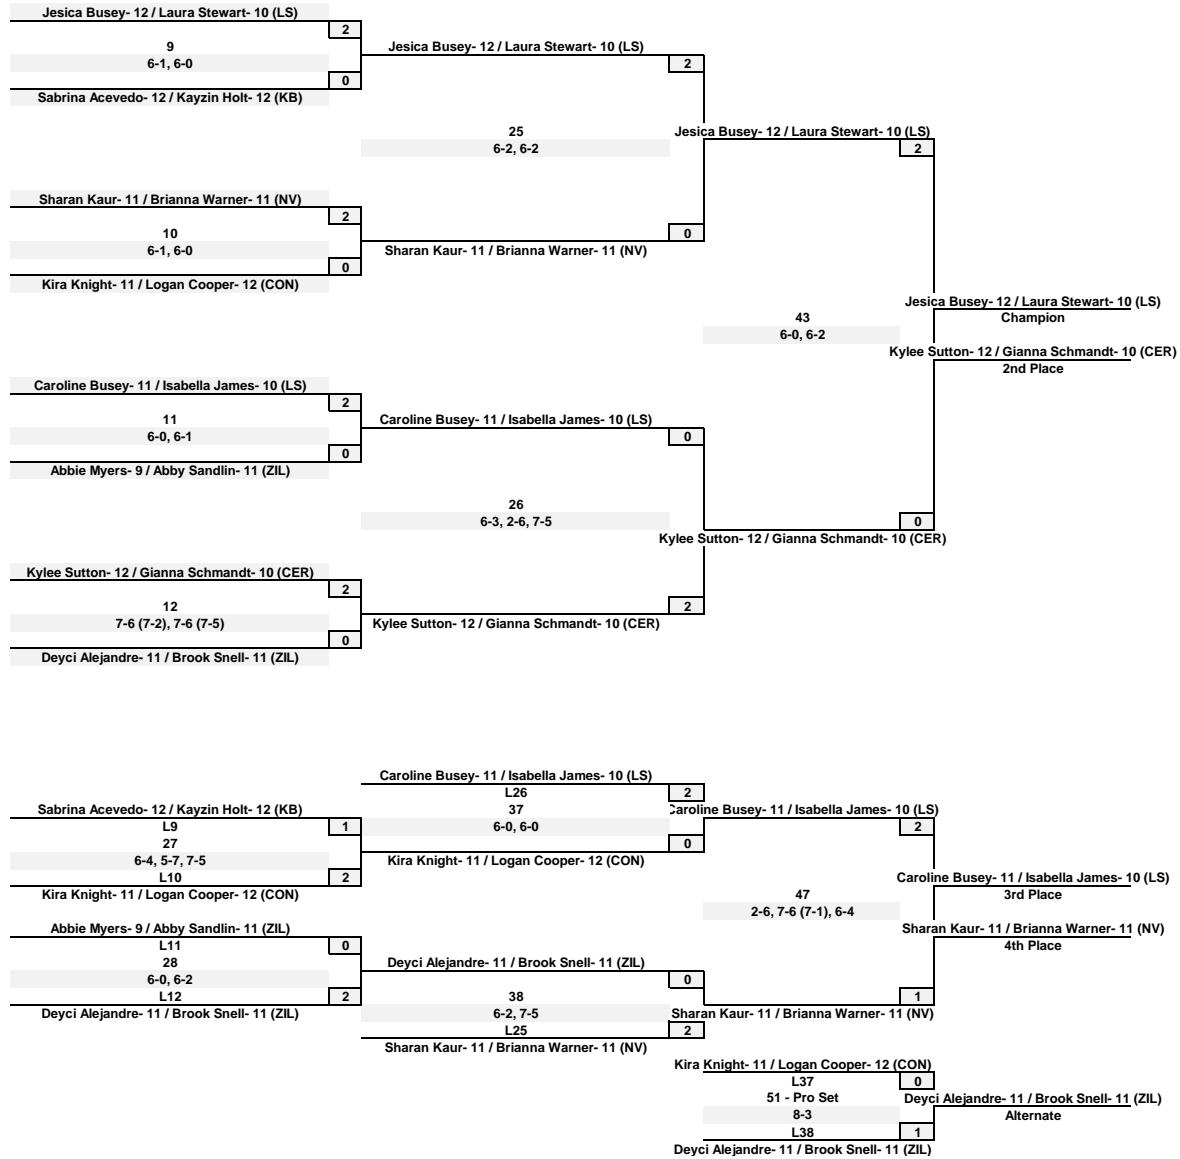 Jesica Busey- 12 / Laura Stewart- 10 (LS)
2
9
Jesica Busey- 12 / Laura Stewart- 10 (LS)
6-1, 6-0
2
0
Sabrina Acevedo- 12 / Kayzin Holt- 12 (KB)
25
Jesica Busey- 12 / Laura Stewart- 10 (LS)
6-2, 6-2
2
Sharan Kaur- 11 / Brianna Warner- 11 (NV)
2
10
0
6-1, 6-0
Sharan Kaur- 11 / Brianna Warner- 11 (NV)
0
Kira Knight- 11 / Logan Cooper- 12 (CON)
Jesica Busey- 12 / Laura Stewart- 10 (LS)
43
Champion
6-0, 6-2
Kylee Sutton- 12 / Gianna Schmandt- 10 (CER)
2nd Place
Caroline Busey- 11 / Isabella James- 10 (LS)
2
11
Caroline Busey- 11 / Isabella James- 10 (LS)
6-0, 6-1
0
0
Abbie Myers- 9 / Abby Sandlin- 11 (ZIL)
26
6-3, 2-6, 7-5
0
Kylee Sutton- 12 / Gianna Schmandt- 10 (CER)
Kylee Sutton- 12 / Gianna Schmandt- 10 (CER)
2
12
2
7-6 (7-2), 7-6 (7-5)
Kylee Sutton- 12 / Gianna Schmandt- 10 (CER)
0
Deyci Alejandre- 11 / Brook Snell- 11 (ZIL)
Caroline Busey- 11 / Isabella James- 10 (LS)
L26
2
Sabrina Acevedo- 12 / Kayzin Holt- 12 (KB)
37
Caroline Busey- 11 / Isabella James- 10 (LS)
L9
1
6-0, 6-0
2
27
0
6-4, 5-7, 7-5
Kira Knight- 11 / Logan Cooper- 12 (CON)
L10
2
Caroline Busey- 11 / Isabella James- 10 (LS)
Kira Knight- 11 / Logan Cooper- 12 (CON)
47
3rd Place
2-6, 7-6 (7-1), 6-4
Abbie Myers- 9 / Abby Sandlin- 11 (ZIL)
Sharan Kaur- 11 / Brianna Warner- 11 (NV)
L11
0
4th Place
28
Deyci Alejandre- 11 / Brook Snell- 11 (ZIL)
6-0, 6-2
0
L12
2
38
1
Deyci Alejandre- 11 / Brook Snell- 11 (ZIL)
6-2, 7-5
Sharan Kaur- 11 / Brianna Warner- 11 (NV)
L25
2
Sharan Kaur- 11 / Brianna Warner- 11 (NV)
Kira Knight- 11 / Logan Cooper- 12 (CON)
L37
0
51 - Pro Set
Deyci Alejandre- 11 / Brook Snell- 11 (ZIL)
8-3
Alternate
L38
1
Deyci Alejandre- 11 / Brook Snell- 11 (ZIL)